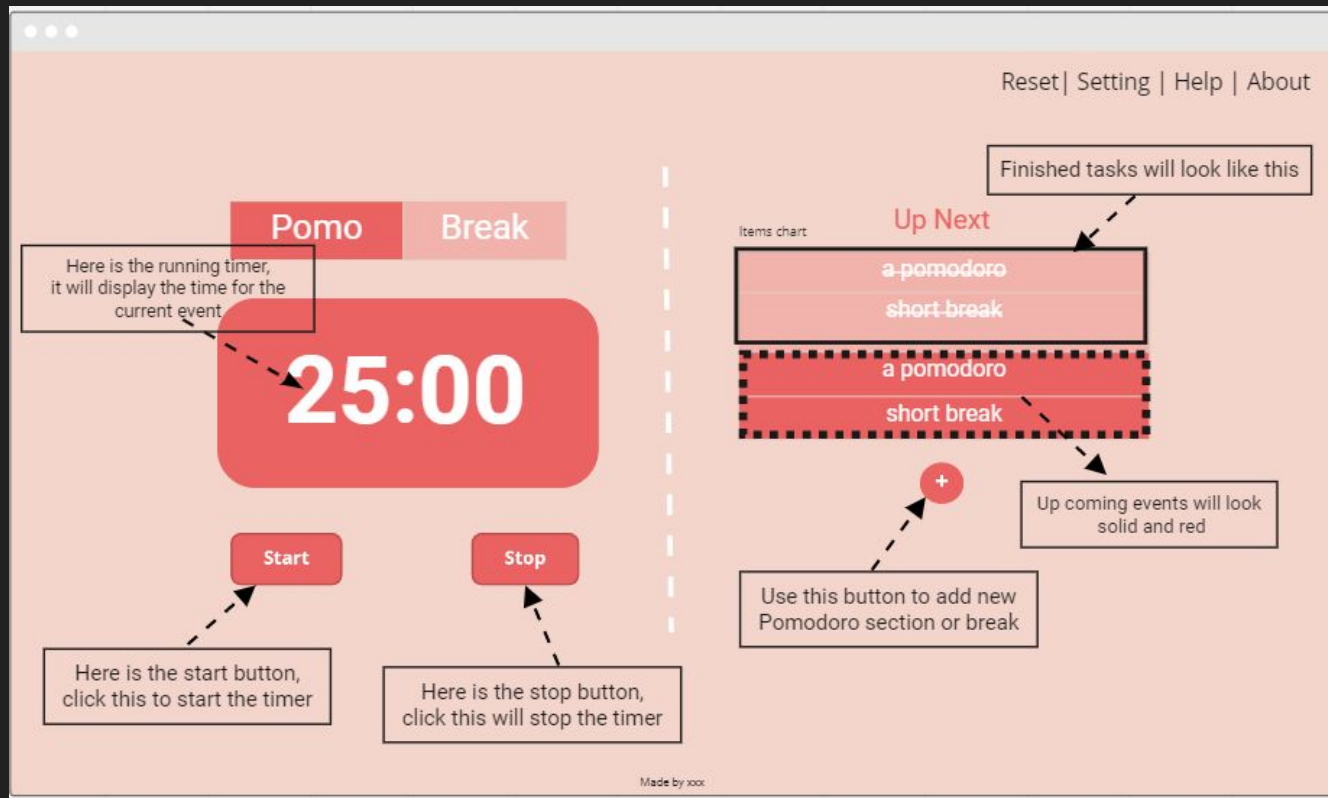 Reset| Setting | Help | About
Finished tasks will look like this
Pomo Break
Here is the running timer,
it will display the time for the
current event
25:00
Start
Stop
Here is the start button,
click this to start the timer
Here is the stop button,
click this will stop the timer
Up Next
Items chart
a pomodoro
short break
a pomodoro
short break
+
Up coming events will look
solid and red
Use this button to add new
Pomodoro section or break
Made by xxx